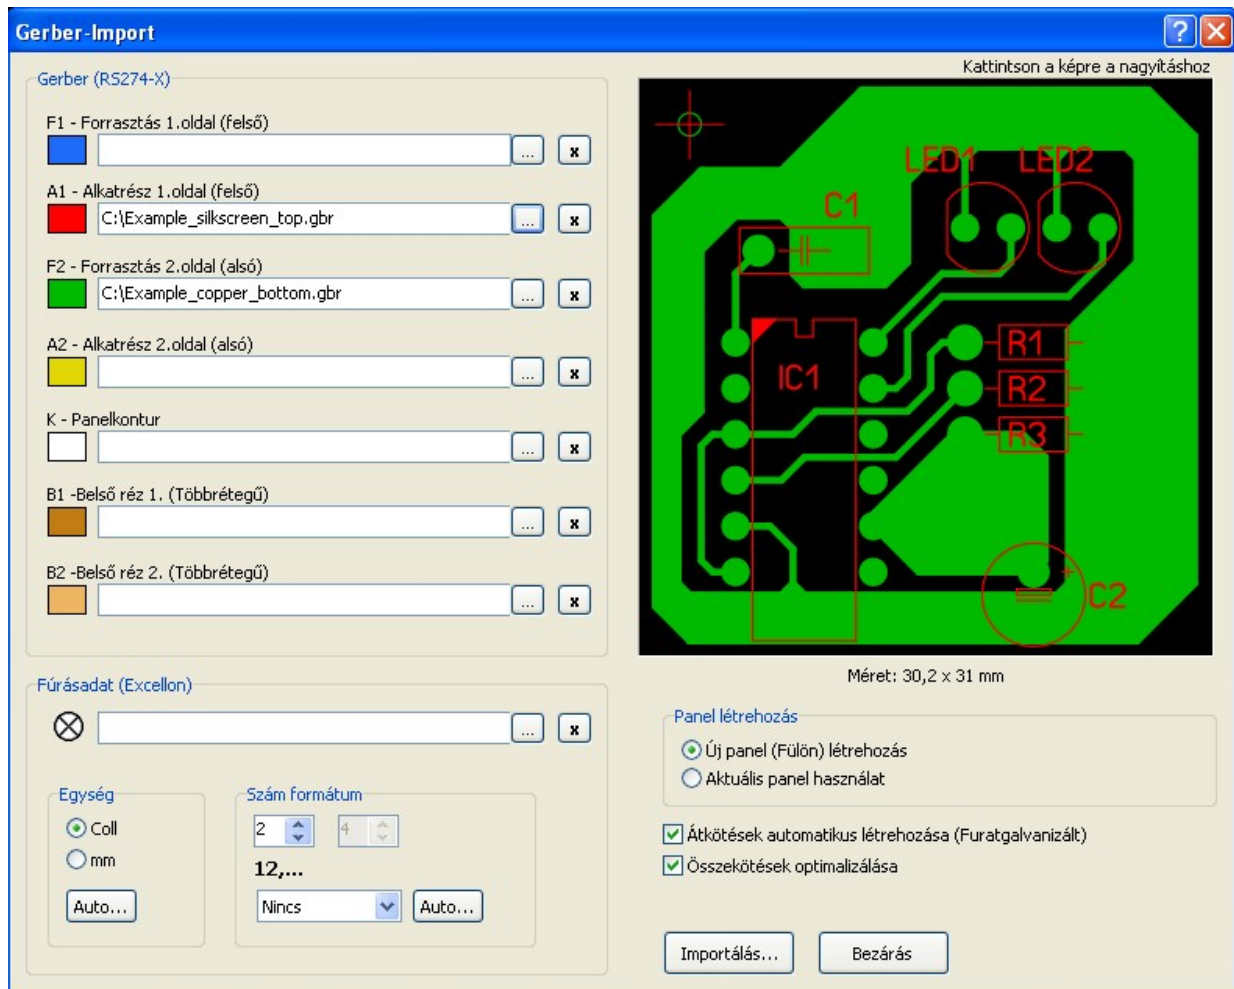 Gerber-Import
Kattintson a képre a nagyításhoz
Gerber (RS274-X)
F1 - Forrasztás 1.oldal (felső)
... x
A1 - Alkatrész 1.oldal (felső)
C:\Example_silkscreen_top.gbr ... x
F2 - Forrasztás 2.oldal (alsó)
C:\Example_copper_bottom.gbr ... x
A2 - Alkatrész 2.oldal (alsó)
... x
K - Panelkontur
... x
B1 -Belső réz 1. (Többrétegű)
... x
B2 -Belső réz 2. (Többrétegű)
... x
LED1 LED2
C1
IC1
R1
R2
R3
+
C2
Méret: 30,2 x 31 mm
Fúrásadat (Excellon)
... x
Egység
Coll
mm
Auto...
Szám formátum
2 4
12,...
Nincs Auto...
Panel létrehozás
Új panel (Fülön) létrehozás
Aktuális panel használat
Átkötések automatikus létrehozása (Furatgalvanizált)
Összekötések optimalizálása
Importálás... Bezárás